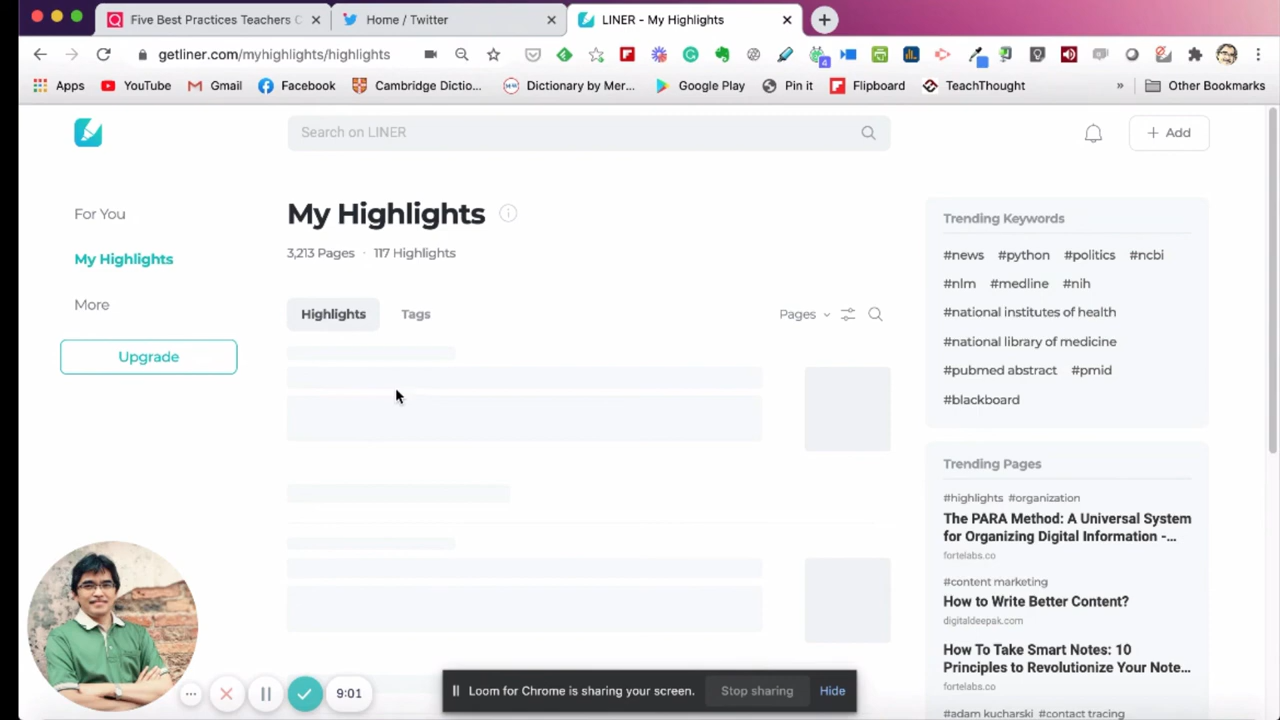 Five Best Practices Teachers C
Home / Twitter
LINER - My Highlights
getliner.com/myhighlights/highlights
4
Apps
YouTube
Gmail
Facebook
Cambridge Dictio...
Dictionary by Mer...
Google Play
Pin it
Flipboard
TeachThought
»
Other Bookmarks
Search on LINER
+ Add
For You
My Highlights
More
Upgrade
My Highlights
3,213 Pages · 117 Highlights
Highlights
Tags
Pages
Trending Keywords
#news #python #politics #ncbi
#nlm #medline #nih
#national institutes of health
#national library of medicine
#pubmed abstract #pmid
#blackboard
Trending Pages
#highlights #organization
The PARA Method: A Universal System
for Organizing Digital Information -...
fortelabs.co
#content marketing
How to Write Better Content?
digitaldeepak.com
How To Take Smart Notes: 10
Principles to Revolutionize Your Note...
fortelabs.co
#adam kucharski #contact tracing
9:01
Loom for Chrome is sharing your screen.
Stop sharing
Hide